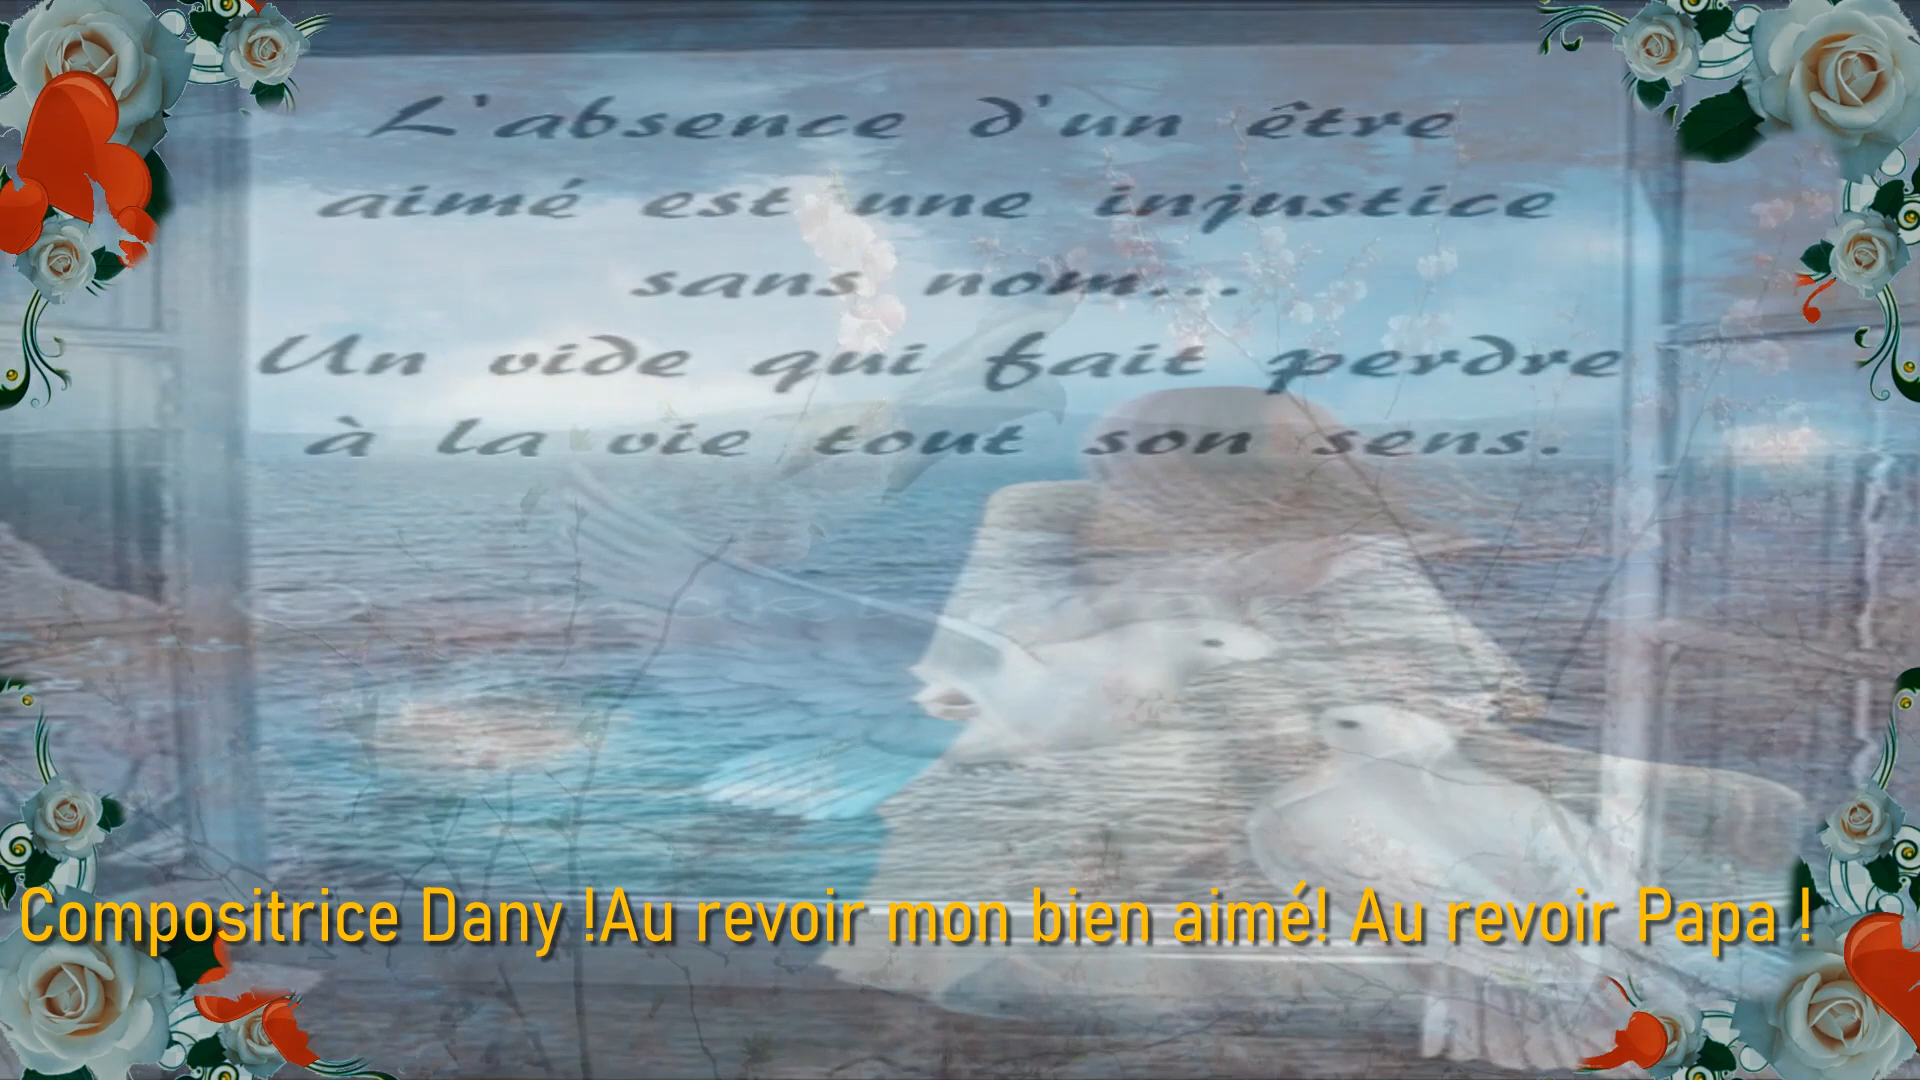 L'absence d'un être
aimé est une injustice
sans nom...
Un vide qui fait perdre
à la vie tout son sens.
Compositrice Dany !Au revoir mon bien aimé! Au revoir Papa !